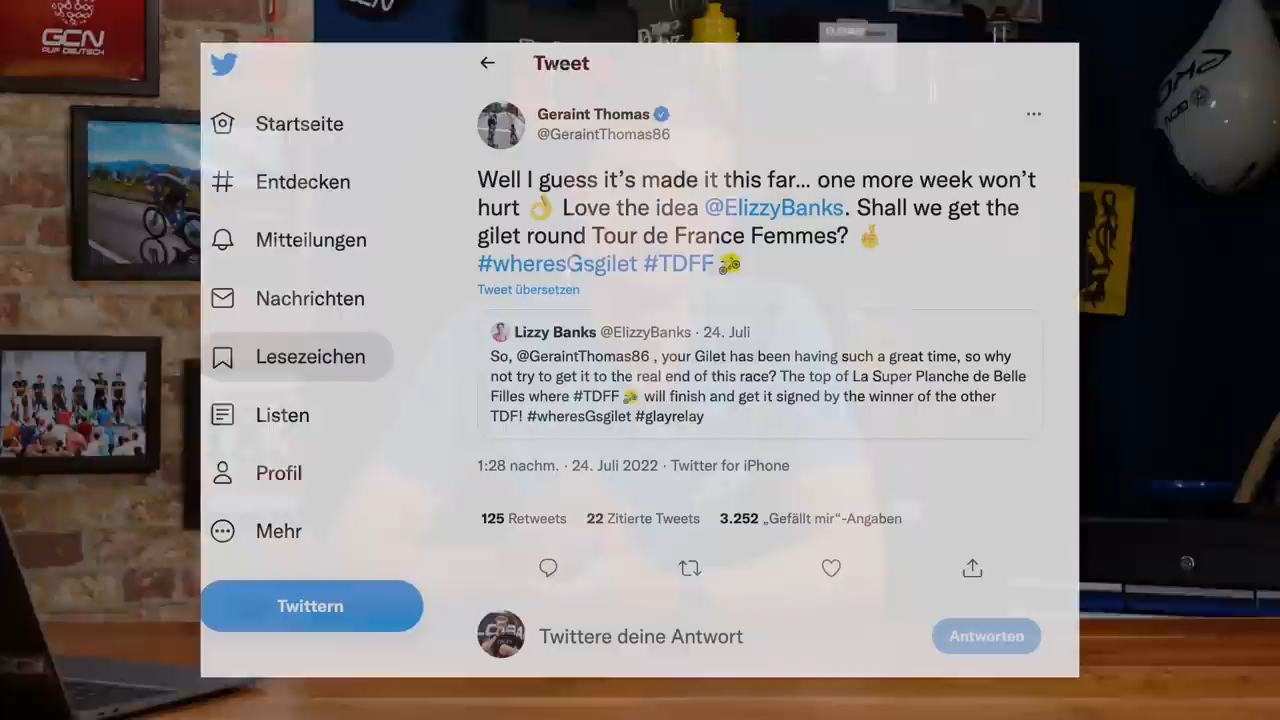 GCN
AUF DEUTSCH
GCN
Tweet
Startseite
Entdecken
Mitteilungen
Nachrichten
Lesezeichen
Listen
Profil
Mehr
Twittern
Geraint Thomas
@GeraintThomas86
Well I guess it’s made it this far... one more week won’t
hurt 👌 Love the idea @ElizzyBanks. Shall we get the
gilet round Tour de France Femmes? 🤞
#wheresGsgilet #TDFF
Tweet übersetzen
Lizzy Banks @ElizzyBanks · 24. Juli
So, @GeraintThomas86 , your Gilet has been having such a great time, so why
not try to get it to the real end of this race? The top of La Super Planche de Belle
Filles where #TDFF will finish and get it signed by the winner of the other
TDF! #wheresGsgilet #glayrelay
1:28 nachm. · 24. Juli 2022 · Twitter for iPhone
125 Retweets 22 Zitierte Tweets 3.252 „Gefällt mir“-Angaben
Twittere deine Antwort
Antworten
GCN